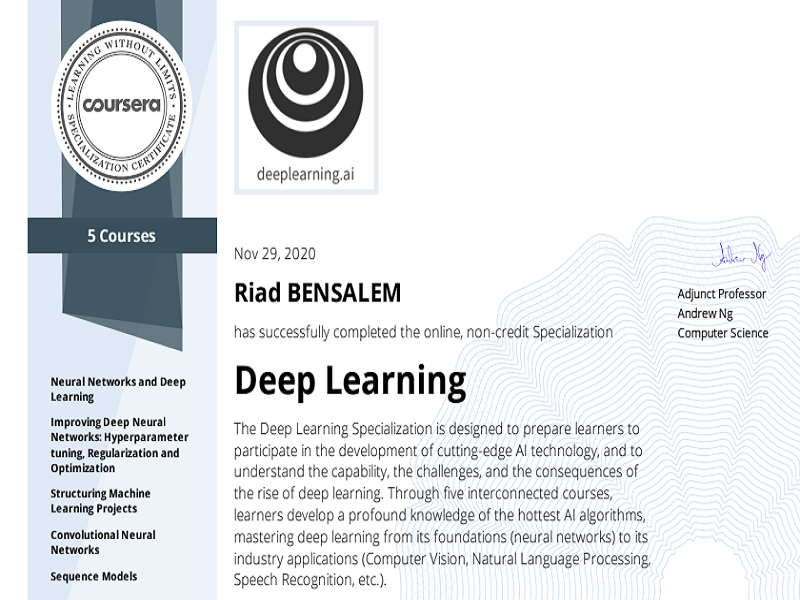 LEARNING WITHOUT LIMITS
coursera
SPECIALIZATION CERTIFICATE
5 Courses
Neural Networks and Deep
Learning
Improving Deep Neural
Networks: Hyperparameter
tuning, Regularization and
Optimization
Structuring Machine
Learning Projects
Convolutional Neural
Networks
Sequence Models
deeplearning.ai
Nov 29, 2020
Riad BENSALEM
has successfully completed the online, non-credit Specialization
Deep Learning
The Deep Learning Specialization is designed to prepare learners to
participate in the development of cutting-edge AI technology, and to
understand the capability, the challenges, and the consequences of
the rise of deep learning. Through five interconnected courses,
learners develop a profound knowledge of the hottest AI algorithms,
mastering deep learning from its foundations (neural networks) to its
industry applications (Computer Vision, Natural Language Processing,
Speech Recognition, etc.).
Andrew Ng
Adjunct Professor
Andrew Ng
Computer Science